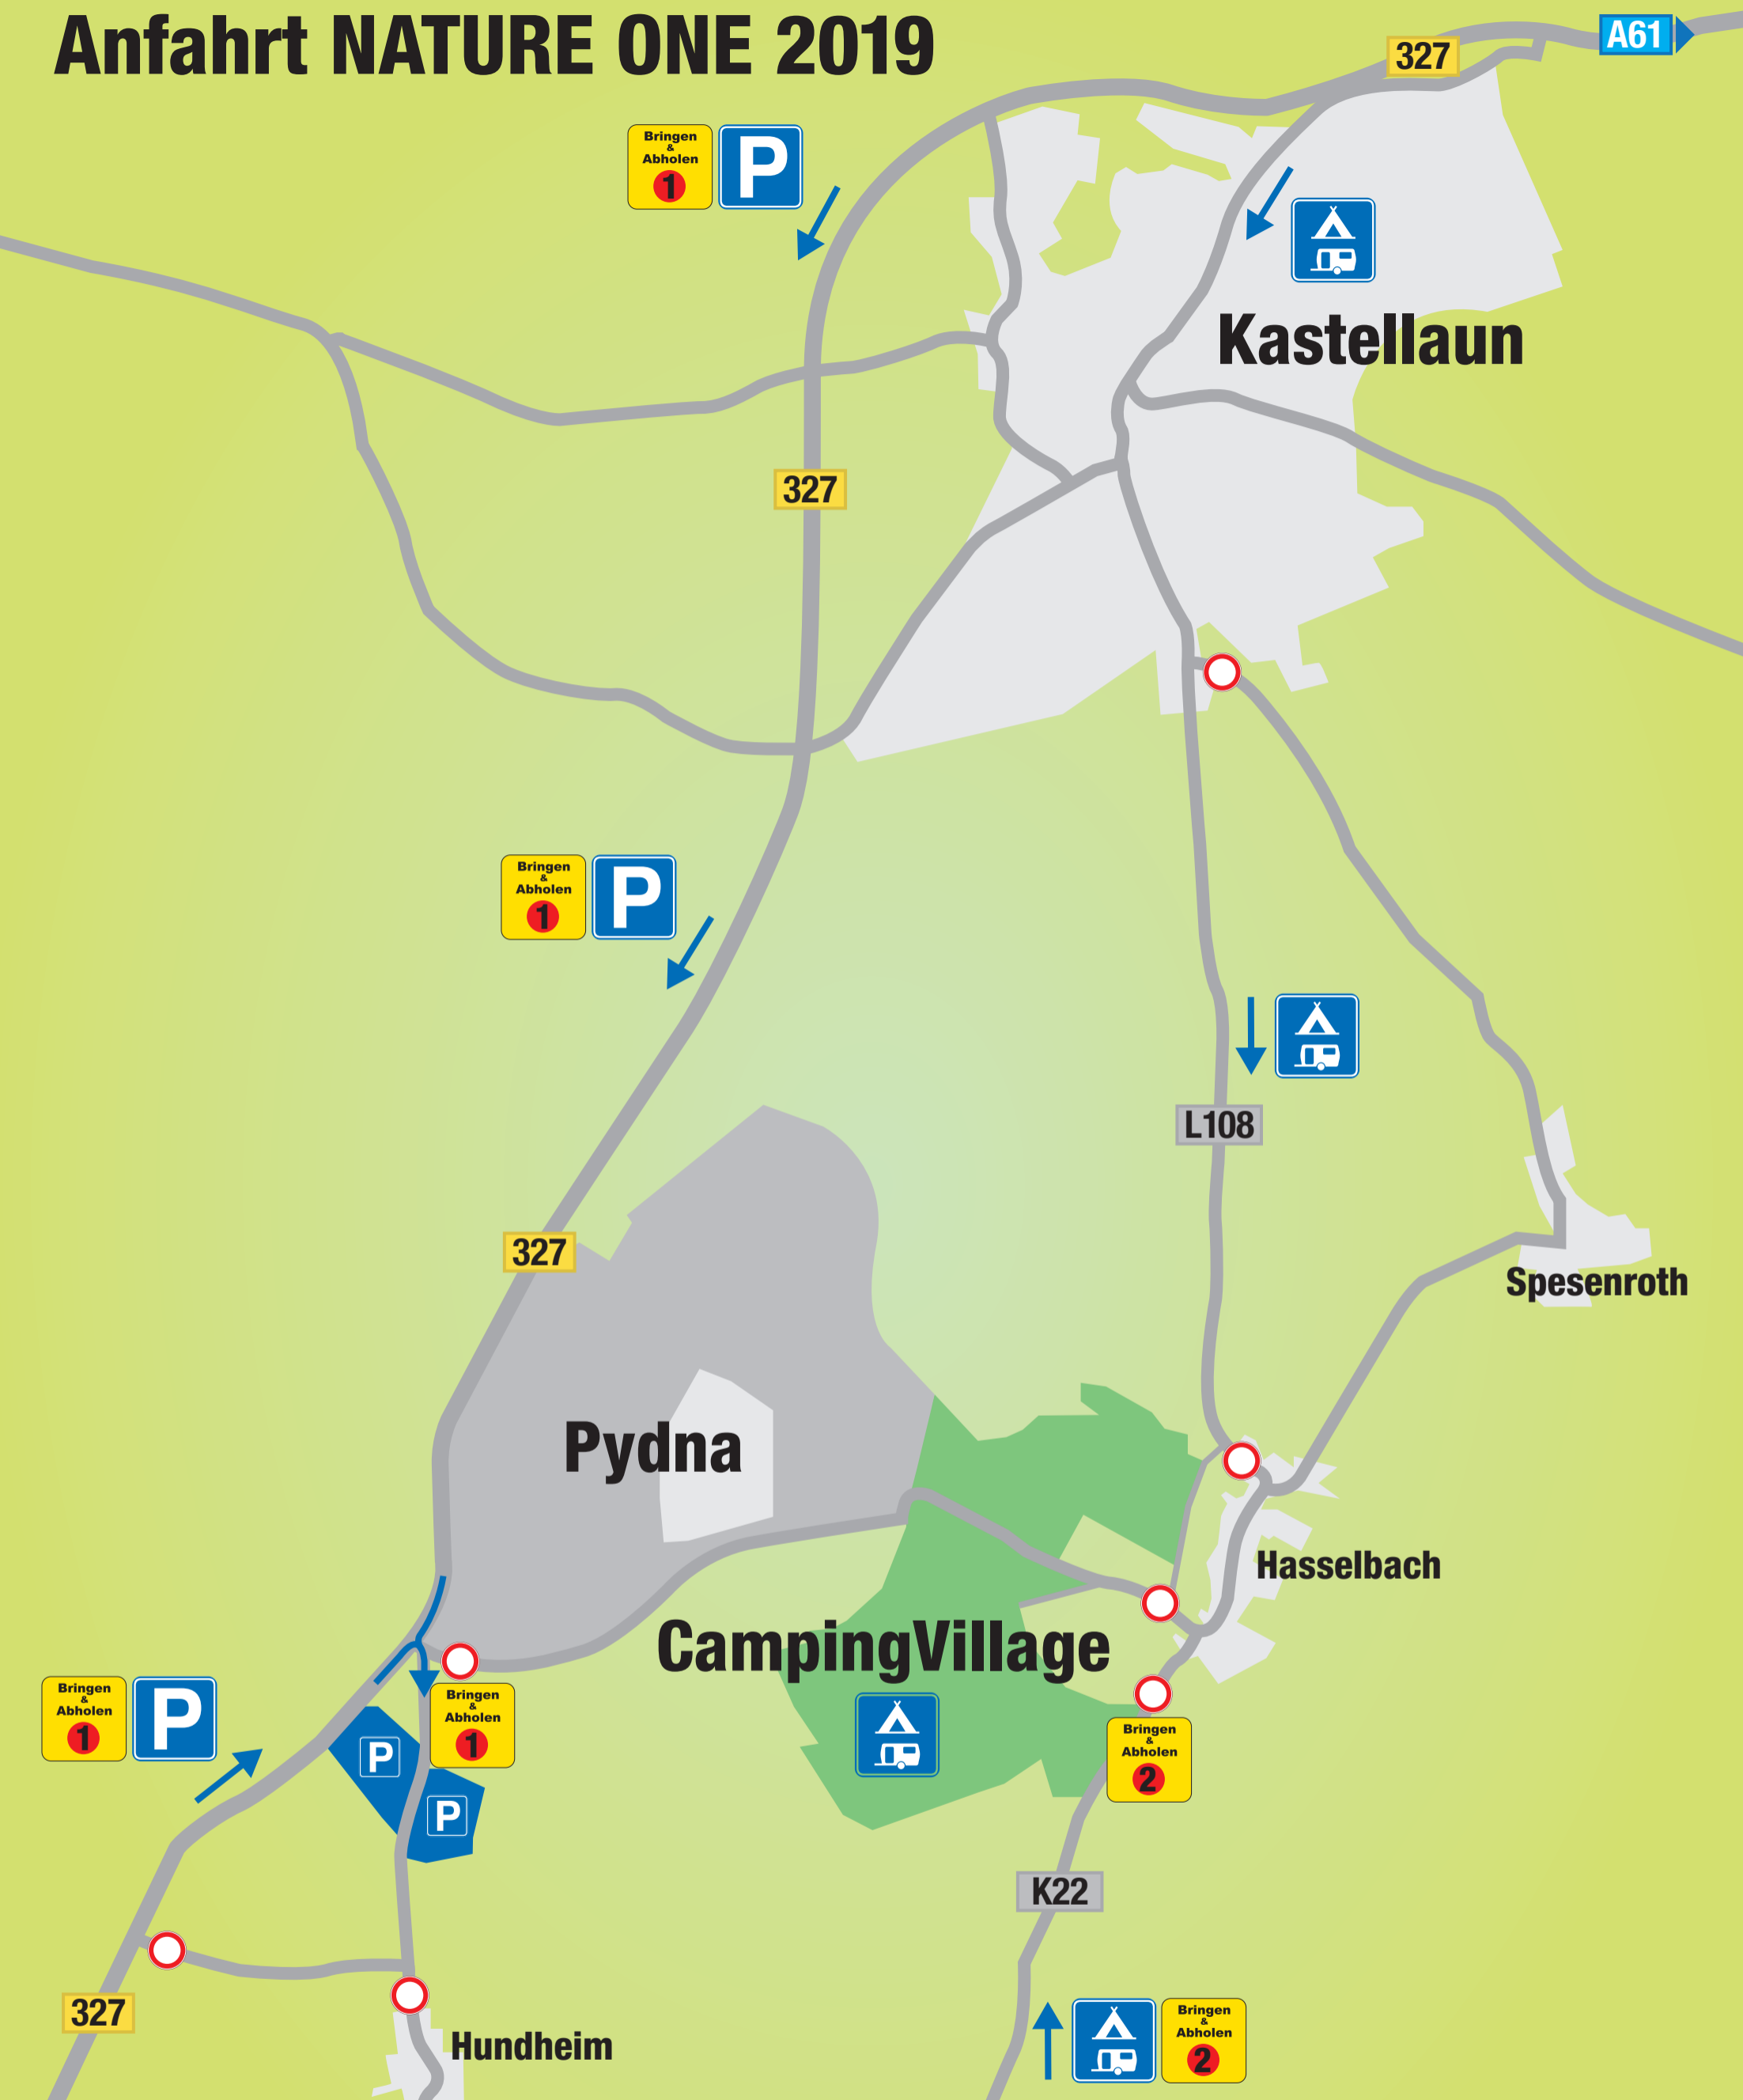 Anfahrt NATURE ONE 2019
A61
327
Bringen
&
Abholen
1
P
Kastellaun
327
Bringen
&
Abholen
1
P
L108
327
Spesenroth
Pydna
Hasselbach
CampingVillage
Bringen
&
Abholen
1
P
Bringen
&
Abholen
1
P
P
Bringen
&
Abholen
2
K22
327
Hundheim
Bringen
&
Abholen
2